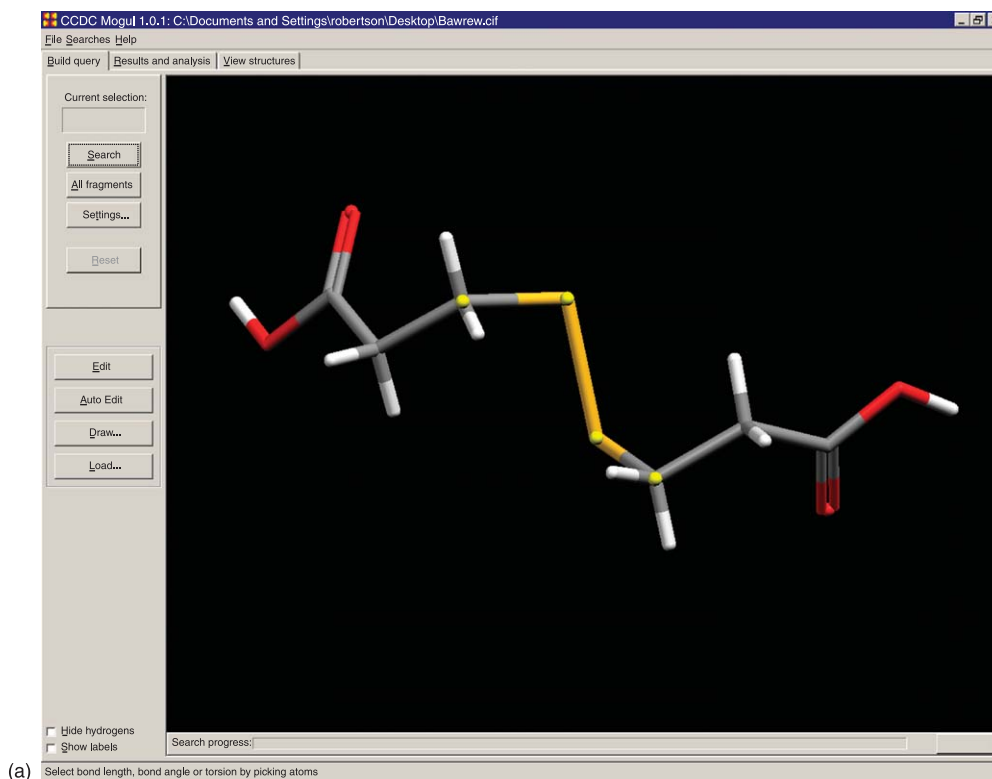 CCDC Mogul 1.0.1: C:\Documents and Settings\robertson\Desktop\Bawrew.cif
File Searches Help
Build query Results and analysis View structures
Current selection:
Search
All fragments
Settings...
Reset
Edit
Auto Edit
Draw...
Load...
Hide hydrogens
Show labels
Search progress:
(a) Select bond length, bond angle or torsion by picking atoms